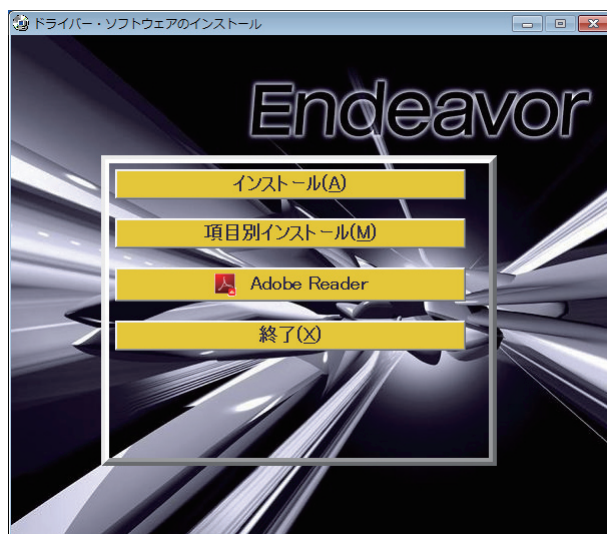 ドライバー・ソフトウェアのインストール
Endeavor
インストール(A)
項目別インストール(M)
Adobe Reader
終了(X)